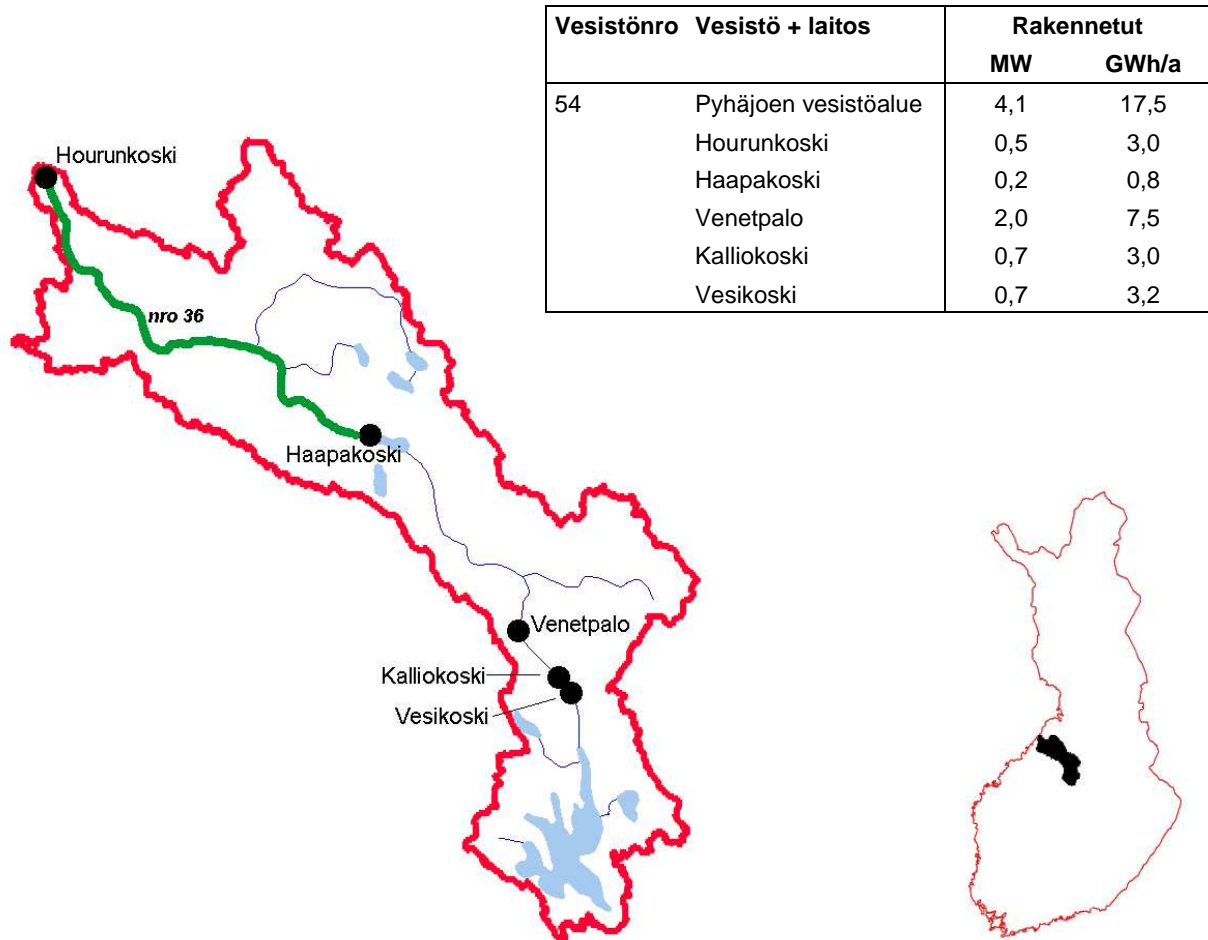 Vesistönro Vesistö + laitos Rakennetut
MW GWh/a
54 Pyhäjoen vesistöalue 4,1 17,5
Hourunkoski 0,5 3,0
Haapakoski 0,2 0,8
Venetpalo 2,0 7,5
Kalliokoski 0,7 3,0
Vesikoski 0,7 3,2
Hourunkoski
nro 36
Haapakoski
Venetpalo
Kalliokoski
Vesikoski